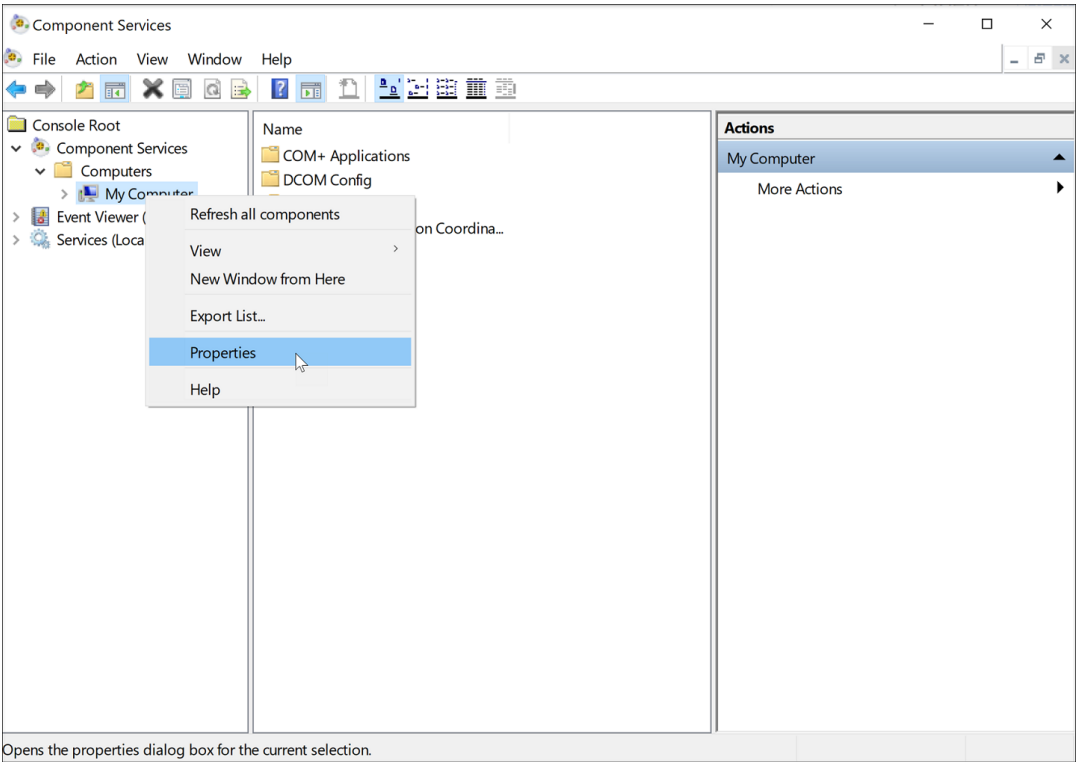 Component Services
File Action View Window Help
Console Root
Component Services
Computers
My Computer
Event Viewer (
Services (Loca
Refresh all components
View
New Window from Here
Export List...
Properties
Help
Name
COM+ Applications
DCOM Config
on Coordina...
Actions
My Computer
More Actions
Opens the properties dialog box for the current selection.